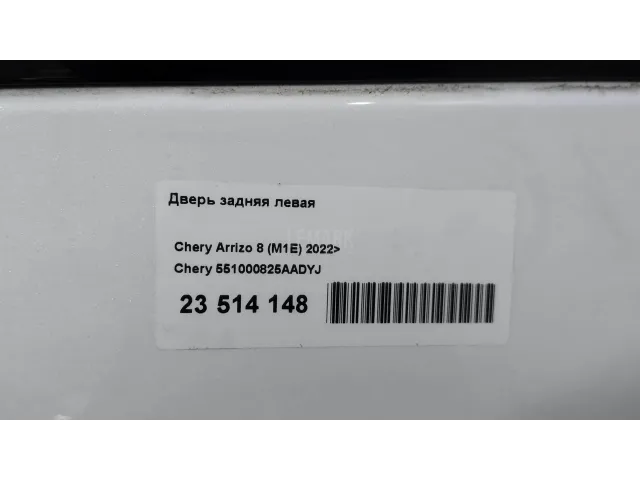 Дверь задняя левая
Chery Arrizo 8 (M1E) 2022>
Chery 551000825AADYJ
23 514 148